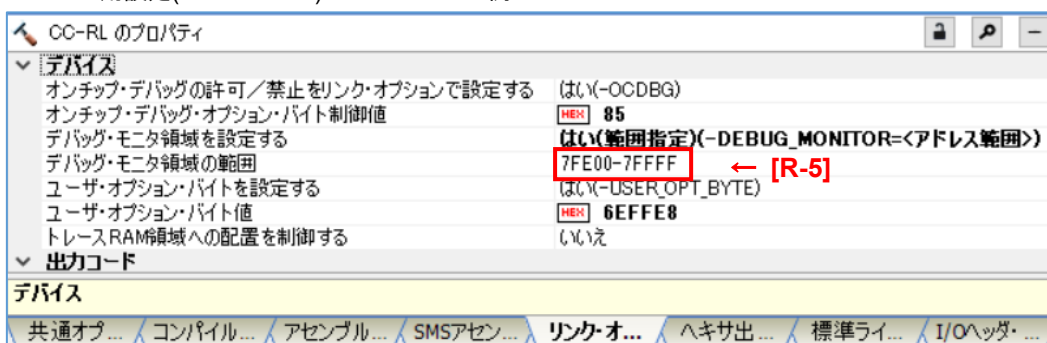 CC-RL のプロパティ
デバイス
オンチップ・デバッグの許可／禁止をリンク・オプションで設定する はい(-OCDBG)
オンチップ・デバッグ・オプション・バイト制御値 HEX 85
デバッグ・モニタ領域を設定する はい(範囲指定)(-DEBUG_MONITOR=<アドレス範囲>)
デバッグ・モニタ領域の範囲 7FE00-7FFFF ← [R-5]
ユーザ・オプション・バイトを設定する はい(-USER_OPT_BYTE)
ユーザ・オプション・バイト値 HEX 6EFFE8
トレースRAM領域への配置を制御する いいえ
出力コード
デバイス
共通オプ... コンパイル... アセンブル... SMSアセン... リンク・オ... ヘキサ出... 標準ライ... I/Oヘッダ・...